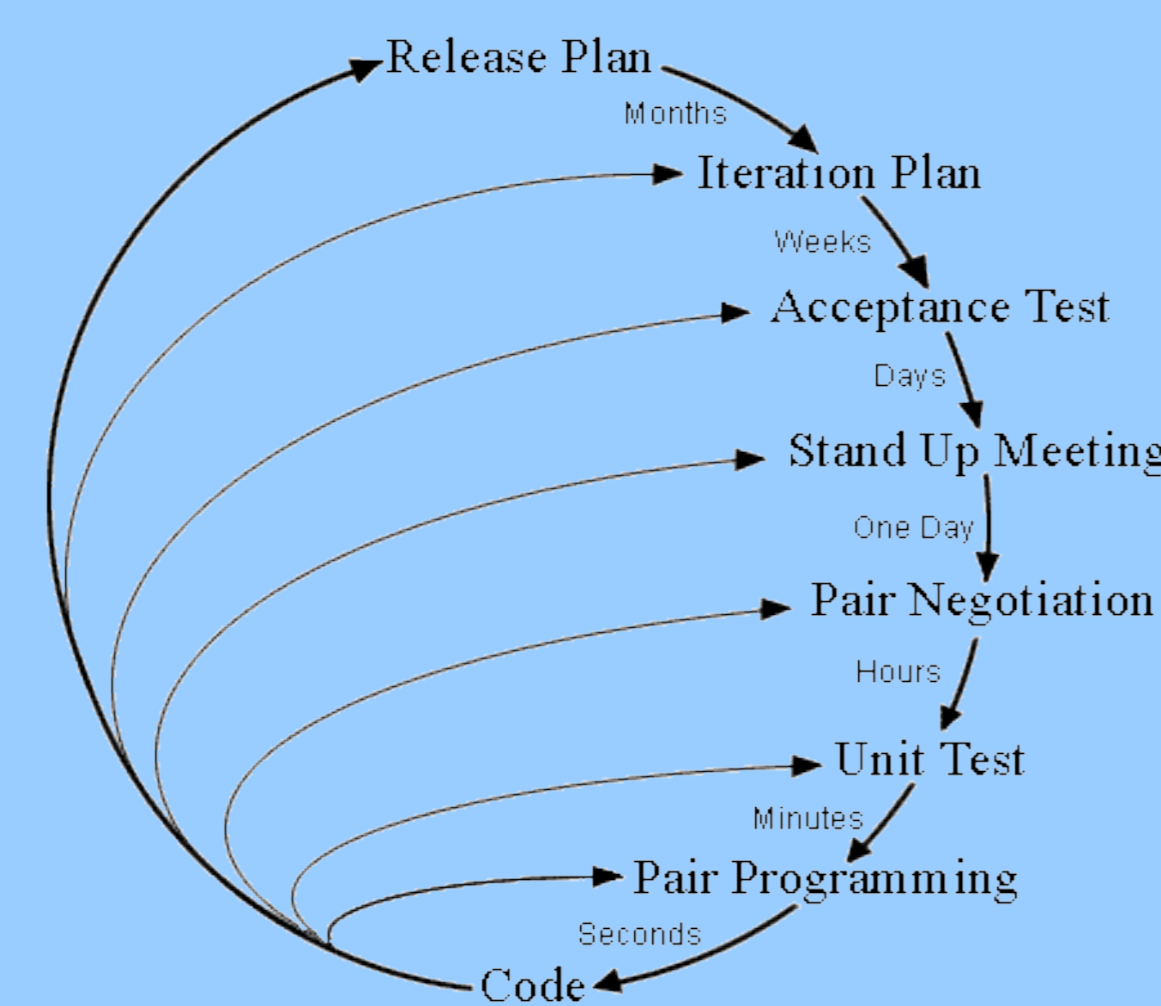 Release Plan
Months
Iteration Plan
Weeks
Acceptance Test
Days
Stand Up Meeting
One Day
Pair Negotiation
Hours
Unit Test
Minutes
Pair Programming
Seconds
Code